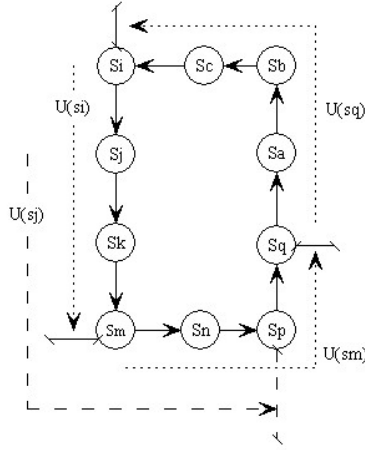 Si Sc Sb
U(si) U(sq)
Sj Sa
U(sj)
Sk Sq
Sm Sn Sp
U(sm)